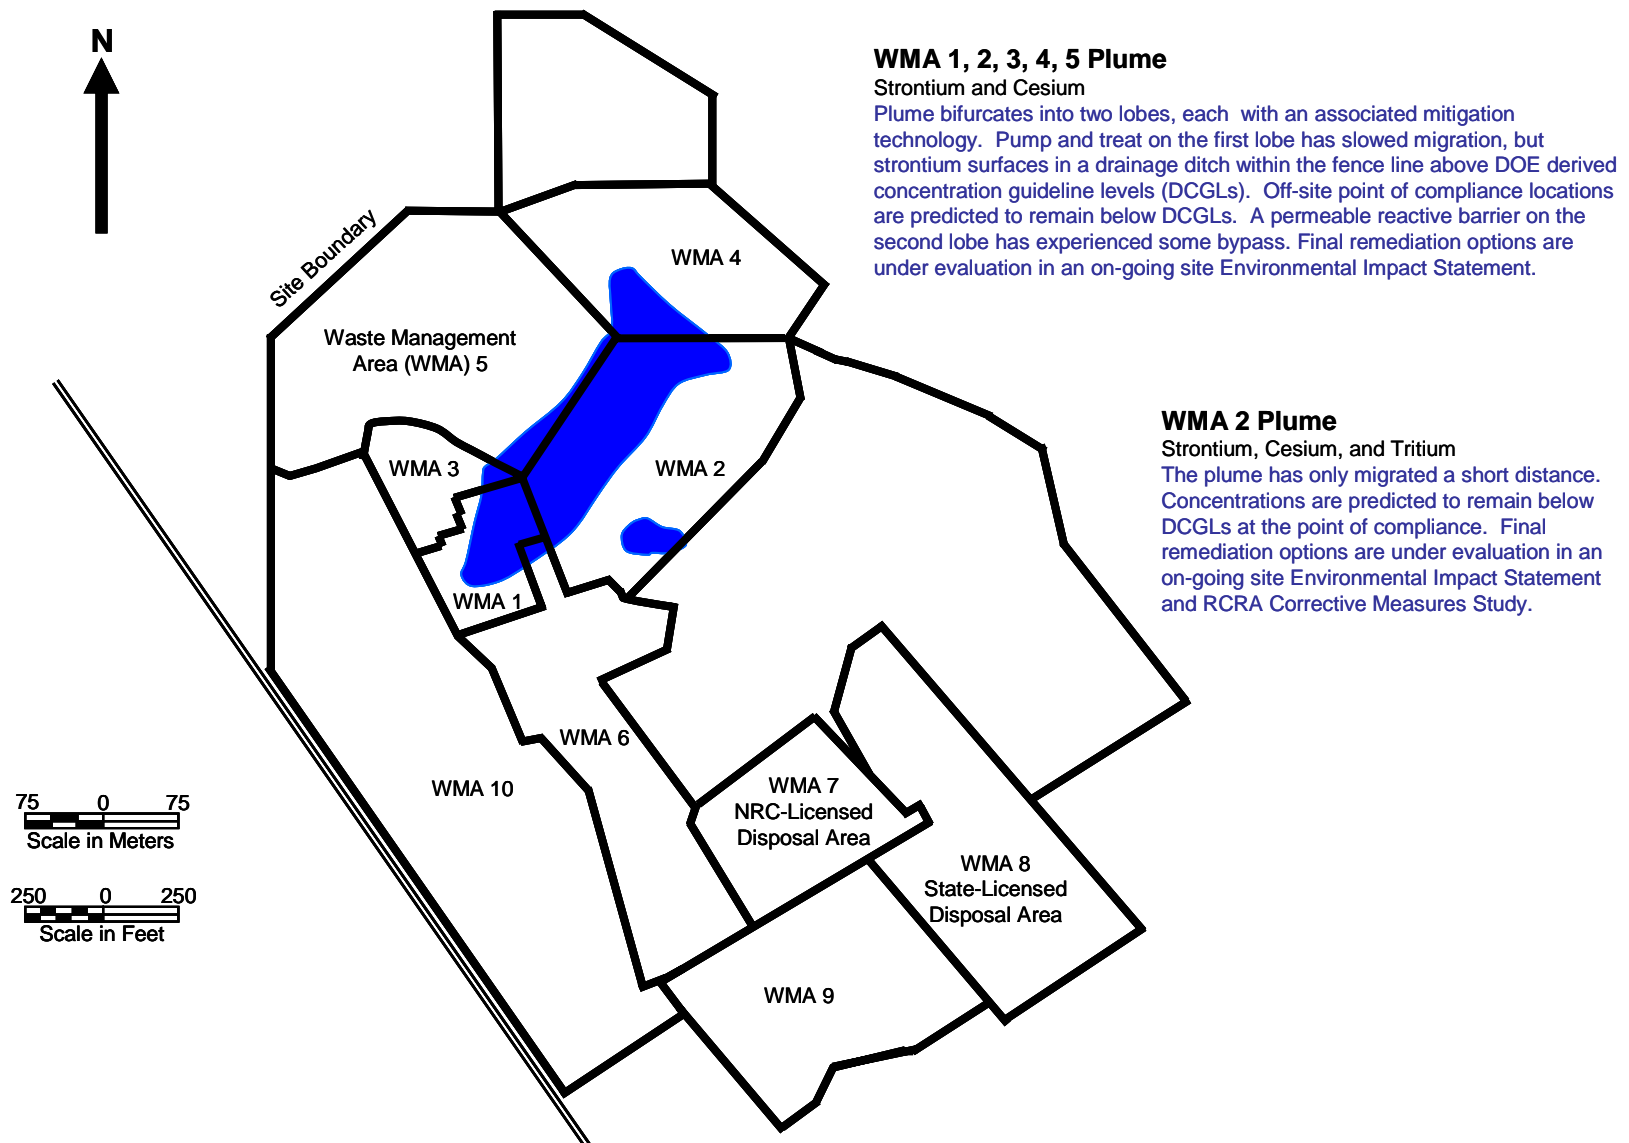 N
WMA 1, 2, 3, 4, 5 Plume
Strontium and Cesium
Plume bifurcates into two lobes, each with an associated mitigation
technology. Pump and treat on the first lobe has slowed migration, but
strontium surfaces in a drainage ditch within the fence line above DOE derived
concentration guideline levels (DCGLs). Off-site point of compliance locations
are predicted to remain below DCGLs. A permeable reactive barrier on the
second lobe has experienced some bypass. Final remediation options are
under evaluation in an on-going site Environmental Impact Statement.
Site Boundary
WMA 4
Waste Management
Area (WMA) 5
WMA 3
WMA 2
WMA 2 Plume
Strontium, Cesium, and Tritium
The plume has only migrated a short distance.
Concentrations are predicted to remain below
DCGLs at the point of compliance. Final
remediation options are under evaluation in an
on-going site Environmental Impact Statement
and RCRA Corrective Measures Study.
WMA 1
WMA 6
WMA 10
WMA 7
NRC-Licensed
Disposal Area
WMA 8
State-Licensed
Disposal Area
WMA 9
75 0 75
Scale in Meters
250 0 250
Scale in Feet